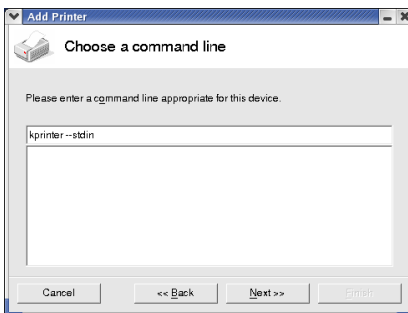 Add Printer
Choose a command line
Please enter a command line appropriate for this device.
kprinter --stdin
Cancel
<< Back
Next >>
Finish